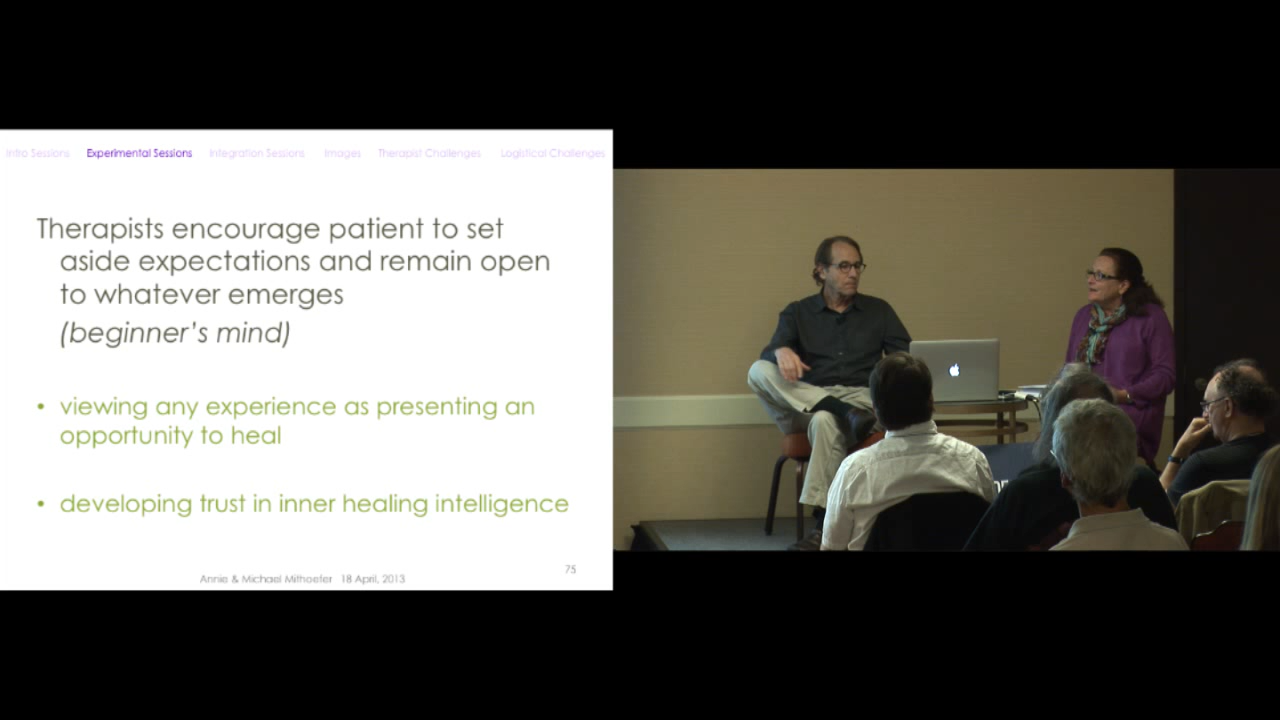 Intro Sessions Experimental Sessions Integration Sessions Images Therapist Challenges Logistical Challenges
Therapists encourage patient to set
aside expectations and remain open
to whatever emerges
(beginner's mind)
• viewing any experience as presenting an
opportunity to heal
• developing trust in inner healing intelligence
75
Annie & Michael Mithoefer 18 April, 2013